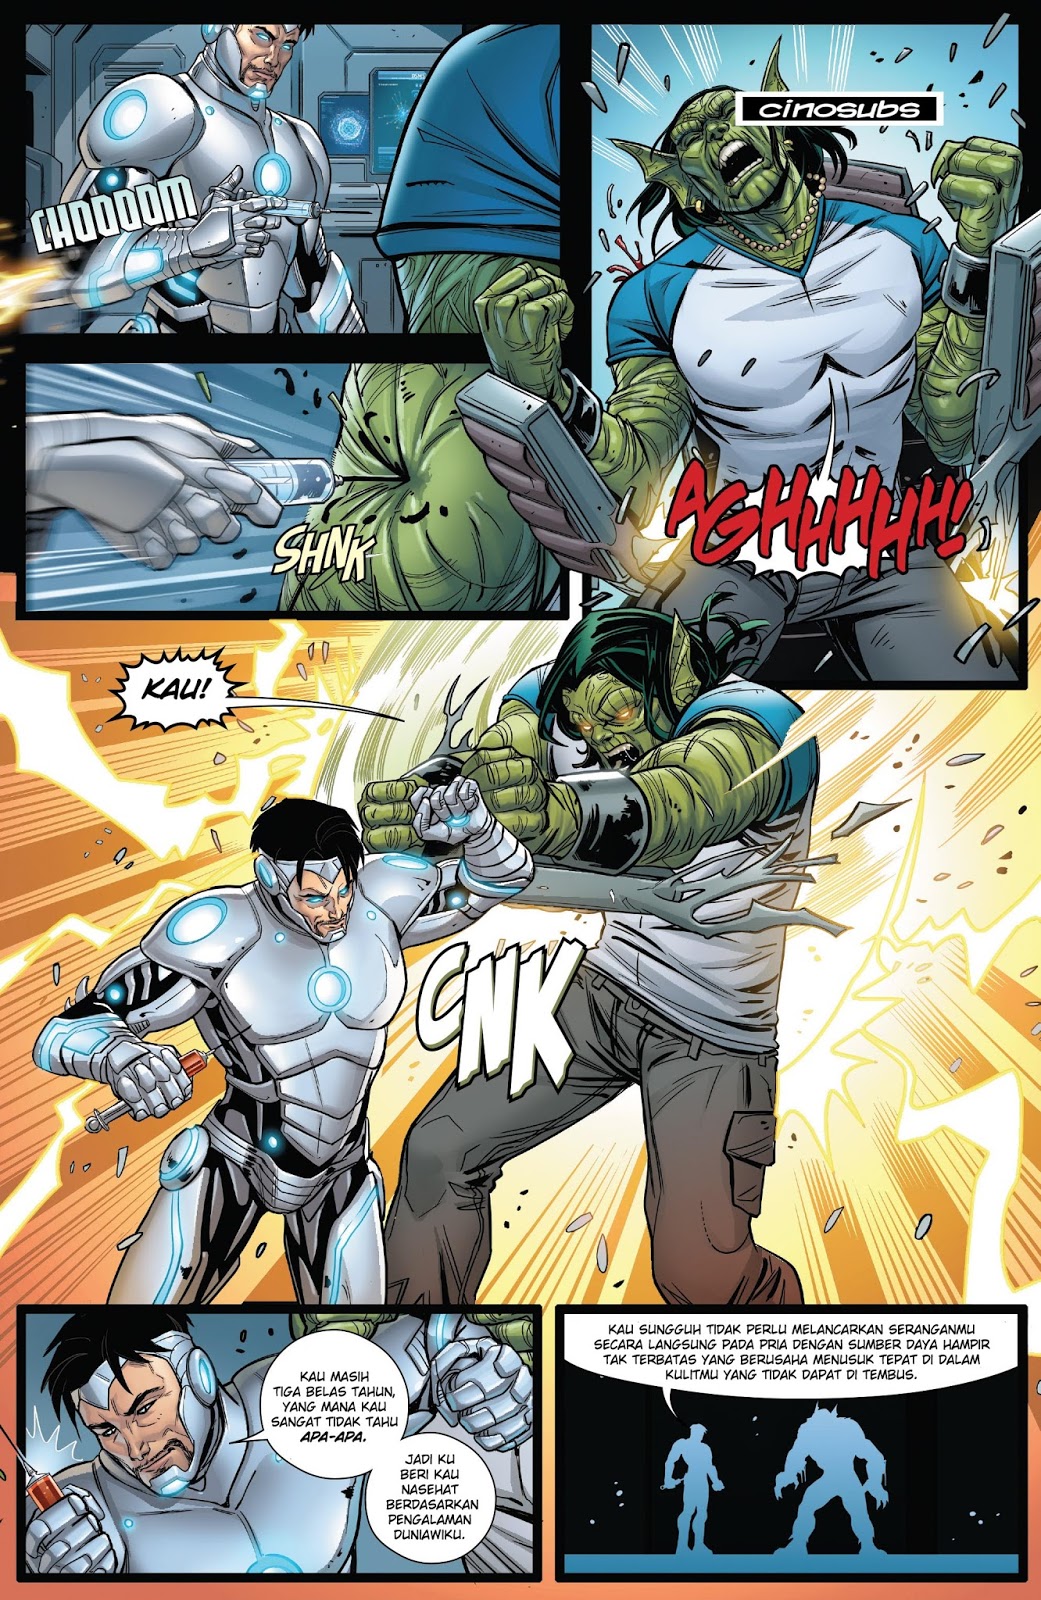 CHOOOOM
cinosubs
SHNK
AGHHHHUH!
KAU!
CNK
KAU MASIH
TIGA BELAS TAHUN,
YANG MANA KAU
SANGAT TIDAK TAHU
APA-APA.
JADI KU
BERI KAU
NASEHAT
BERDASARKAN
PENGALAMAN
DUNIAWIKU.
KAU SUNGGUH TIDAK PERLU MELANCARKAN SERANGANMU
SECARA LANGSUNG PADA PRIA DENGAN SUMBER DAYA HAMPIR
TAK TERBATAS YANG BERUSAHA MENUSUK TEPAT DI DALAM
KULITMU YANG TIDAK DAPAT DI TEMBUS.